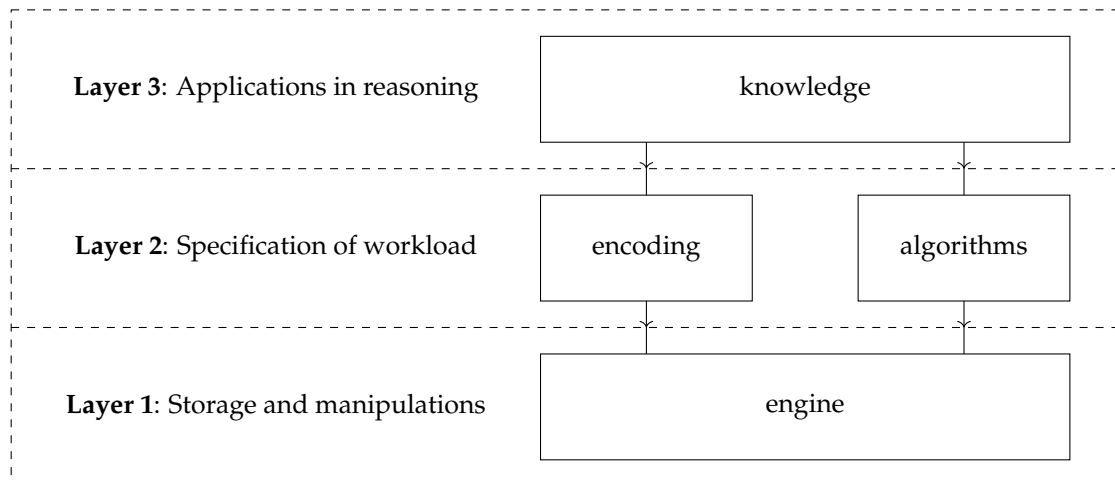 Layer 3: Applications in reasoning
knowledge
Layer 2: Specification of workload
encoding
algorithms
Layer 1: Storage and manipulations
engine